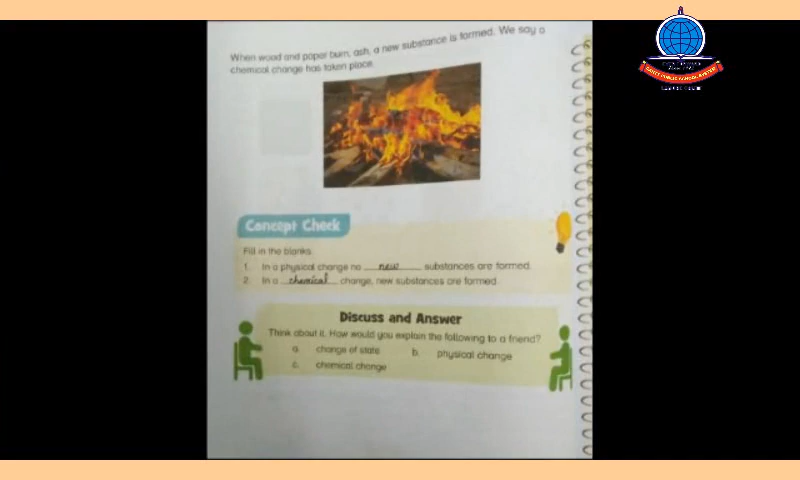 When wood and paper burn, ash, a new substance is formed. We say a
chemical change has taken place.
Concept Check
Fill in the blanks.
1. In a physical change no new substances are formed.
2. In a chemical change, new substances are formed.
Discuss and Answer
Think about it. How would you explain the following to a friend?
a. change of state b. physical change
c. chemical change